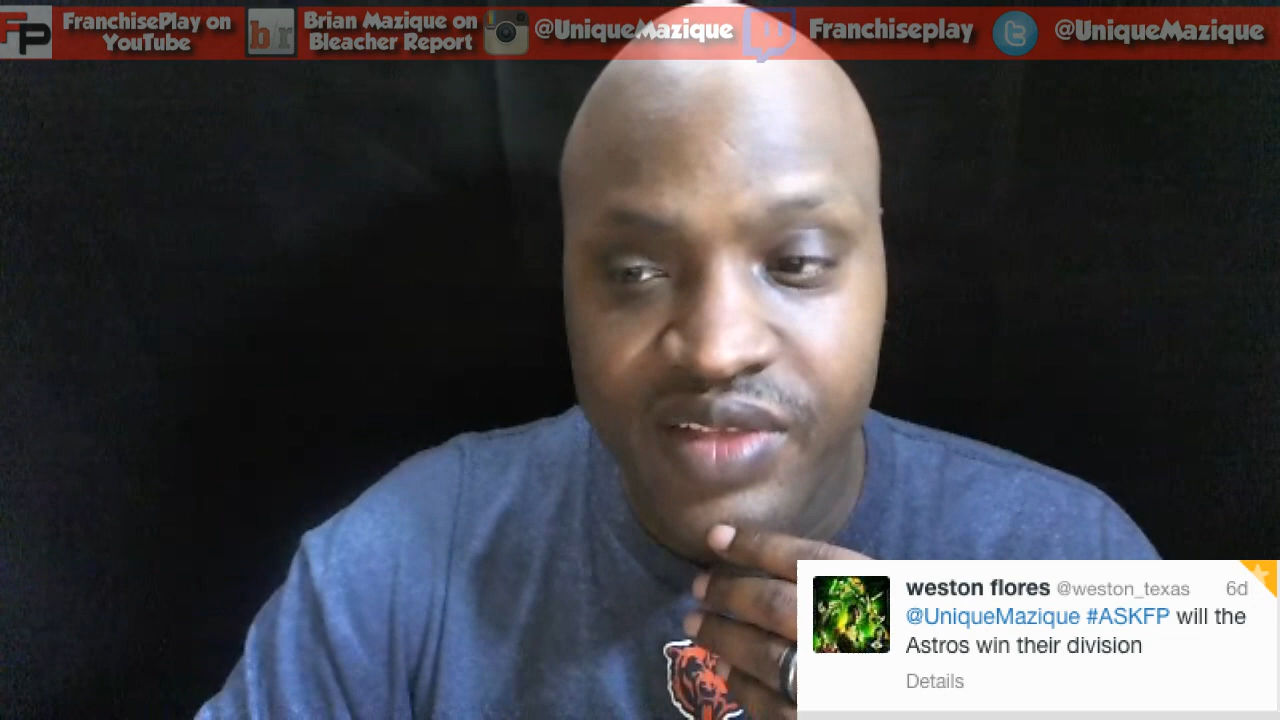 FP
FranchisePlay on
YouTube
b/r
Brian Mazique on
Bleacher Report
@UniqueMazique
Franchiseplay
@UniqueMazique
weston flores @weston_texas 6d
@UniqueMazique #ASKFP will the
Astros win their division
Details